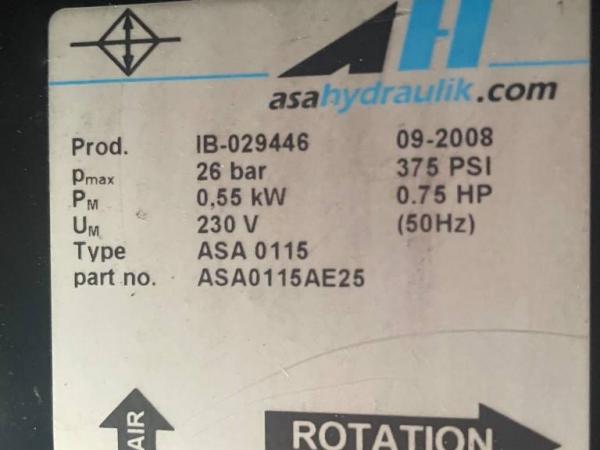 AH
asahydraulik.com
Prod. IB-029446 09-2008
pmax 26 bar 375 PSI
PM 0,55 kW 0.75 HP
UM 230 V (50Hz)
Type ASA 0115
part no. ASA0115AE25
AIR
ROTATION